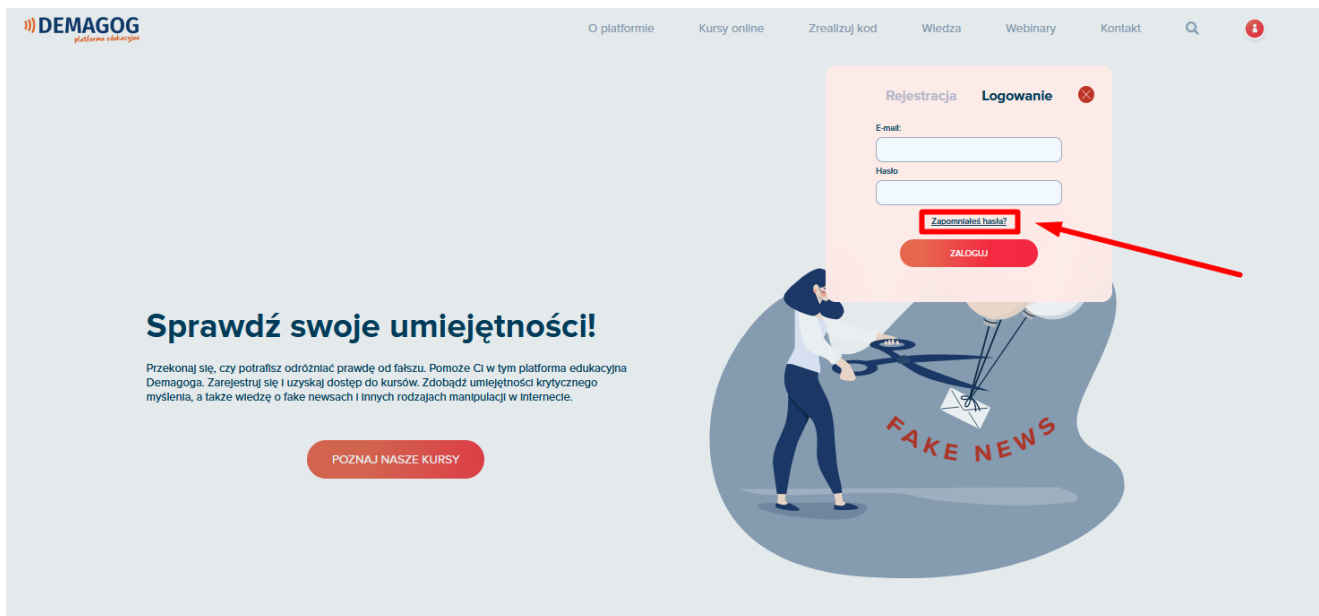 DEMAGOG
platforma edukacyjna
O platformie Kursy online Zrealizuj kod Wiedza Webinary Kontakt
Rejestracja Logowanie
E-mail:
Hasło
Zapomniałeś hasła?
ZALOGUJ
Sprawdź swoje umiejętności!
Przekonaj się, czy potrafisz odróżniać prawdę od fałszu. Pomoże Ci w tym platforma edukacyjna
Demagoga. Zarejestruj się i uzyskaj dostęp do kursów. Zdobądź umiejętności krytycznego
myślenia, a także wiedzę o fake newsach i innych rodzajach manipulacji w internecie.
POZNAJ NASZE KURSY
FAKE NEWS